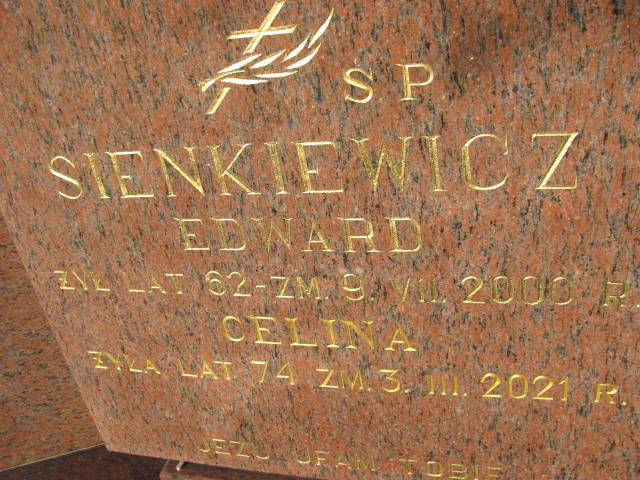 Ś.P
SIENKIEWICZ
EDWARD
ŻYŁ LAT 62-ZM. 9. VII. 2000 R.
CELINA
ŻYŁA LAT 74 ZM. 3. III. 2021 R.
JEZU UFAM TOBIE